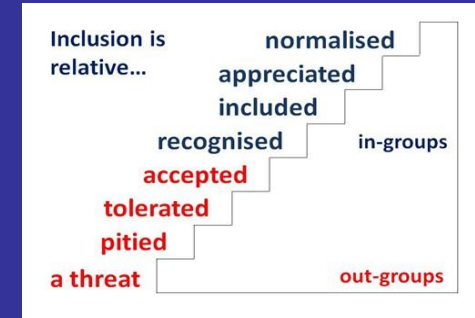 Inclusion is
relative...
normalised
appreciated
included
recognised
in-groups
accepted
tolerated
pitied
a threat
out-groups